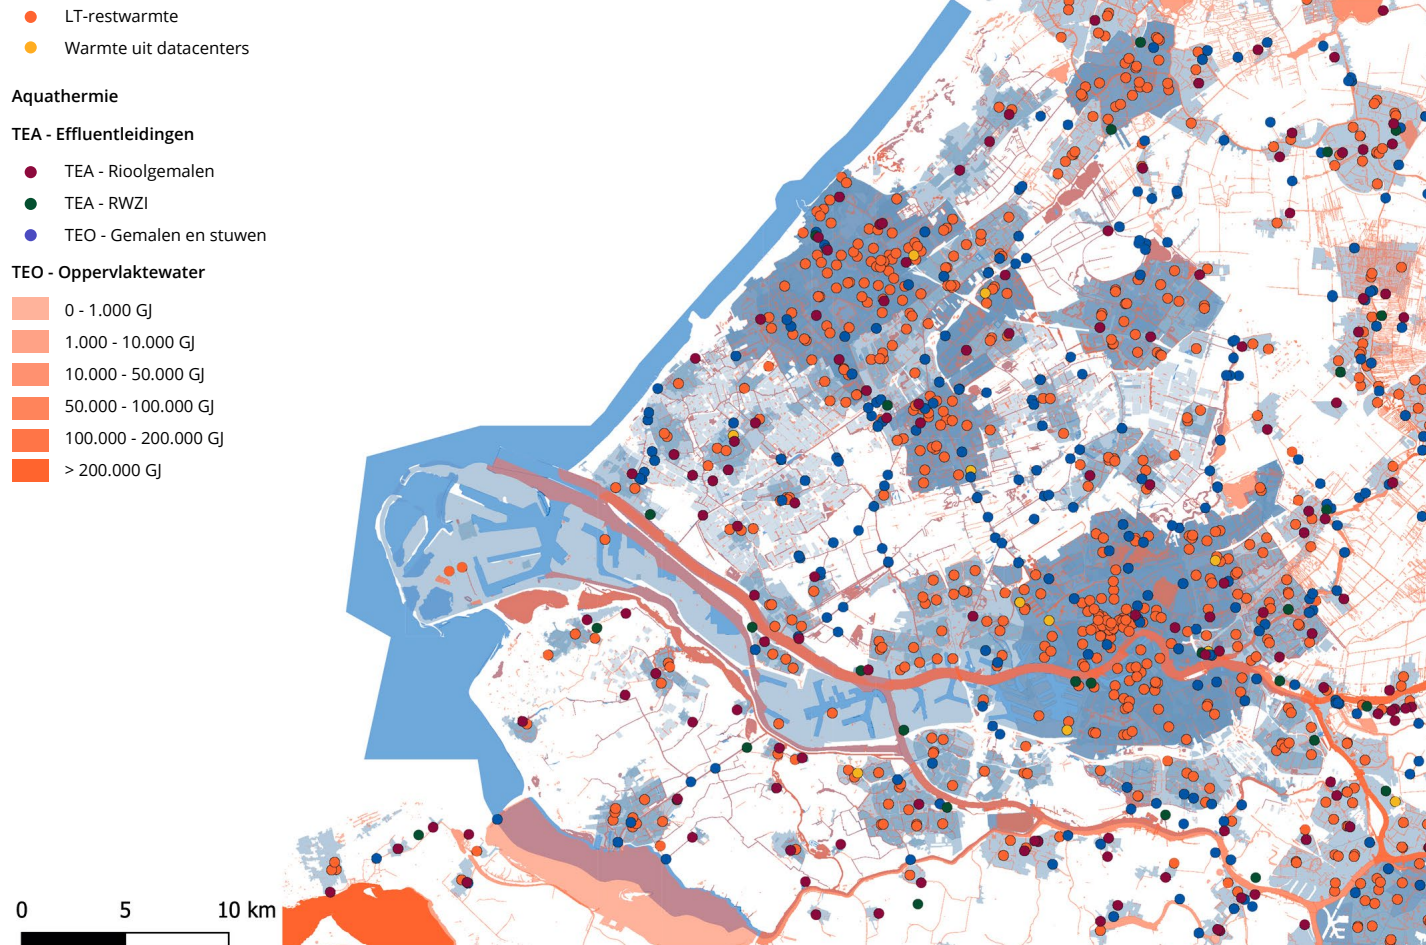 LT-restwarmte
Warmte uit datacenters
Aquathermie
TEA - Effluentleidingen
TEA - Rioolgemalen
TEA - RWZI
TEO - Gemalen en stuwen
TEO - Oppervlaktewater
0 - 1.000 GJ
1.000 - 10.000 GJ
10.000 - 50.000 GJ
50.000 - 100.000 GJ
100.000 - 200.000 GJ
> 200.000 GJ
0 5 10 km